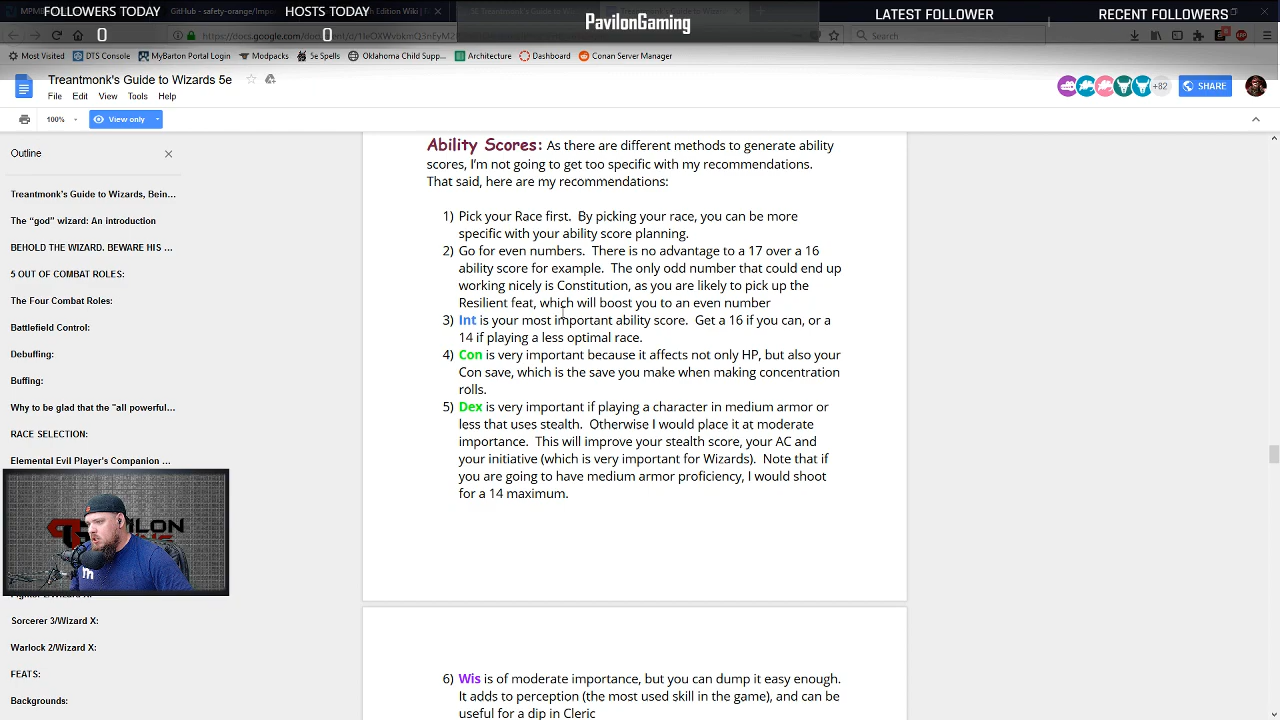 FOLLOWERS TODAY
0
HOSTS TODAY
0
PavilonGaming
LATEST FOLLOWER
RECENT FOLLOWERS
Search
Most Visited DTS Console MyBarton Portal Login Modpacks 5e Spells Oklahoma Child Supp... Architecture Dashboard Conan Server Manager
Treantmonk's Guide to WIzards 5e
File Edit View Tools Help
+82
SHARE
100%
View only
Outline
Treantmonk's Guide to Wizards, Bein...
The “god” wizard: An introduction
BEHOLD THE WIZARD. BEWARE HIS ...
5 OUT OF COMBAT ROLES:
The Four Combat Roles:
Battlefield Control:
Debuffing:
Buffing:
Why to be glad that the "all powerful...
RACE SELECTION:
Elemental Evil Player's Companion ...
Sorcerer 3/Wizard X:
Warlock 2/Wizard X:
FEATS:
Backgrounds:
Ability Scores: As there are different methods to generate ability
scores, I'm not going to get too specific with my recommendations.
That said, here are my recommendations:
1) Pick your Race first. By picking your race, you can be more
specific with your ability score planning.
2) Go for even numbers. There is no advantage to a 17 over a 16
ability score for example. The only odd number that could end up
working nicely is Constitution, as you are likely to pick up the
Resilient feat, which will boost you to an even number
3) Int is your most important ability score. Get a 16 if you can, or a
14 if playing a less optimal race.
4) Con is very important because it affects not only HP, but also your
Con save, which is the save you make when making concentration
rolls.
5) Dex is very important if playing a character in medium armor or
less that uses stealth. Otherwise I would place it at moderate
importance. This will improve your stealth score, your AC and
your initiative (which is very important for Wizards). Note that if
you are going to have medium armor proficiency, I would shoot
for a 14 maximum.
6) Wis is of moderate importance, but you can dump it easy enough.
It adds to perception (the most used skill in the game), and can be
useful for a dip in Cleric